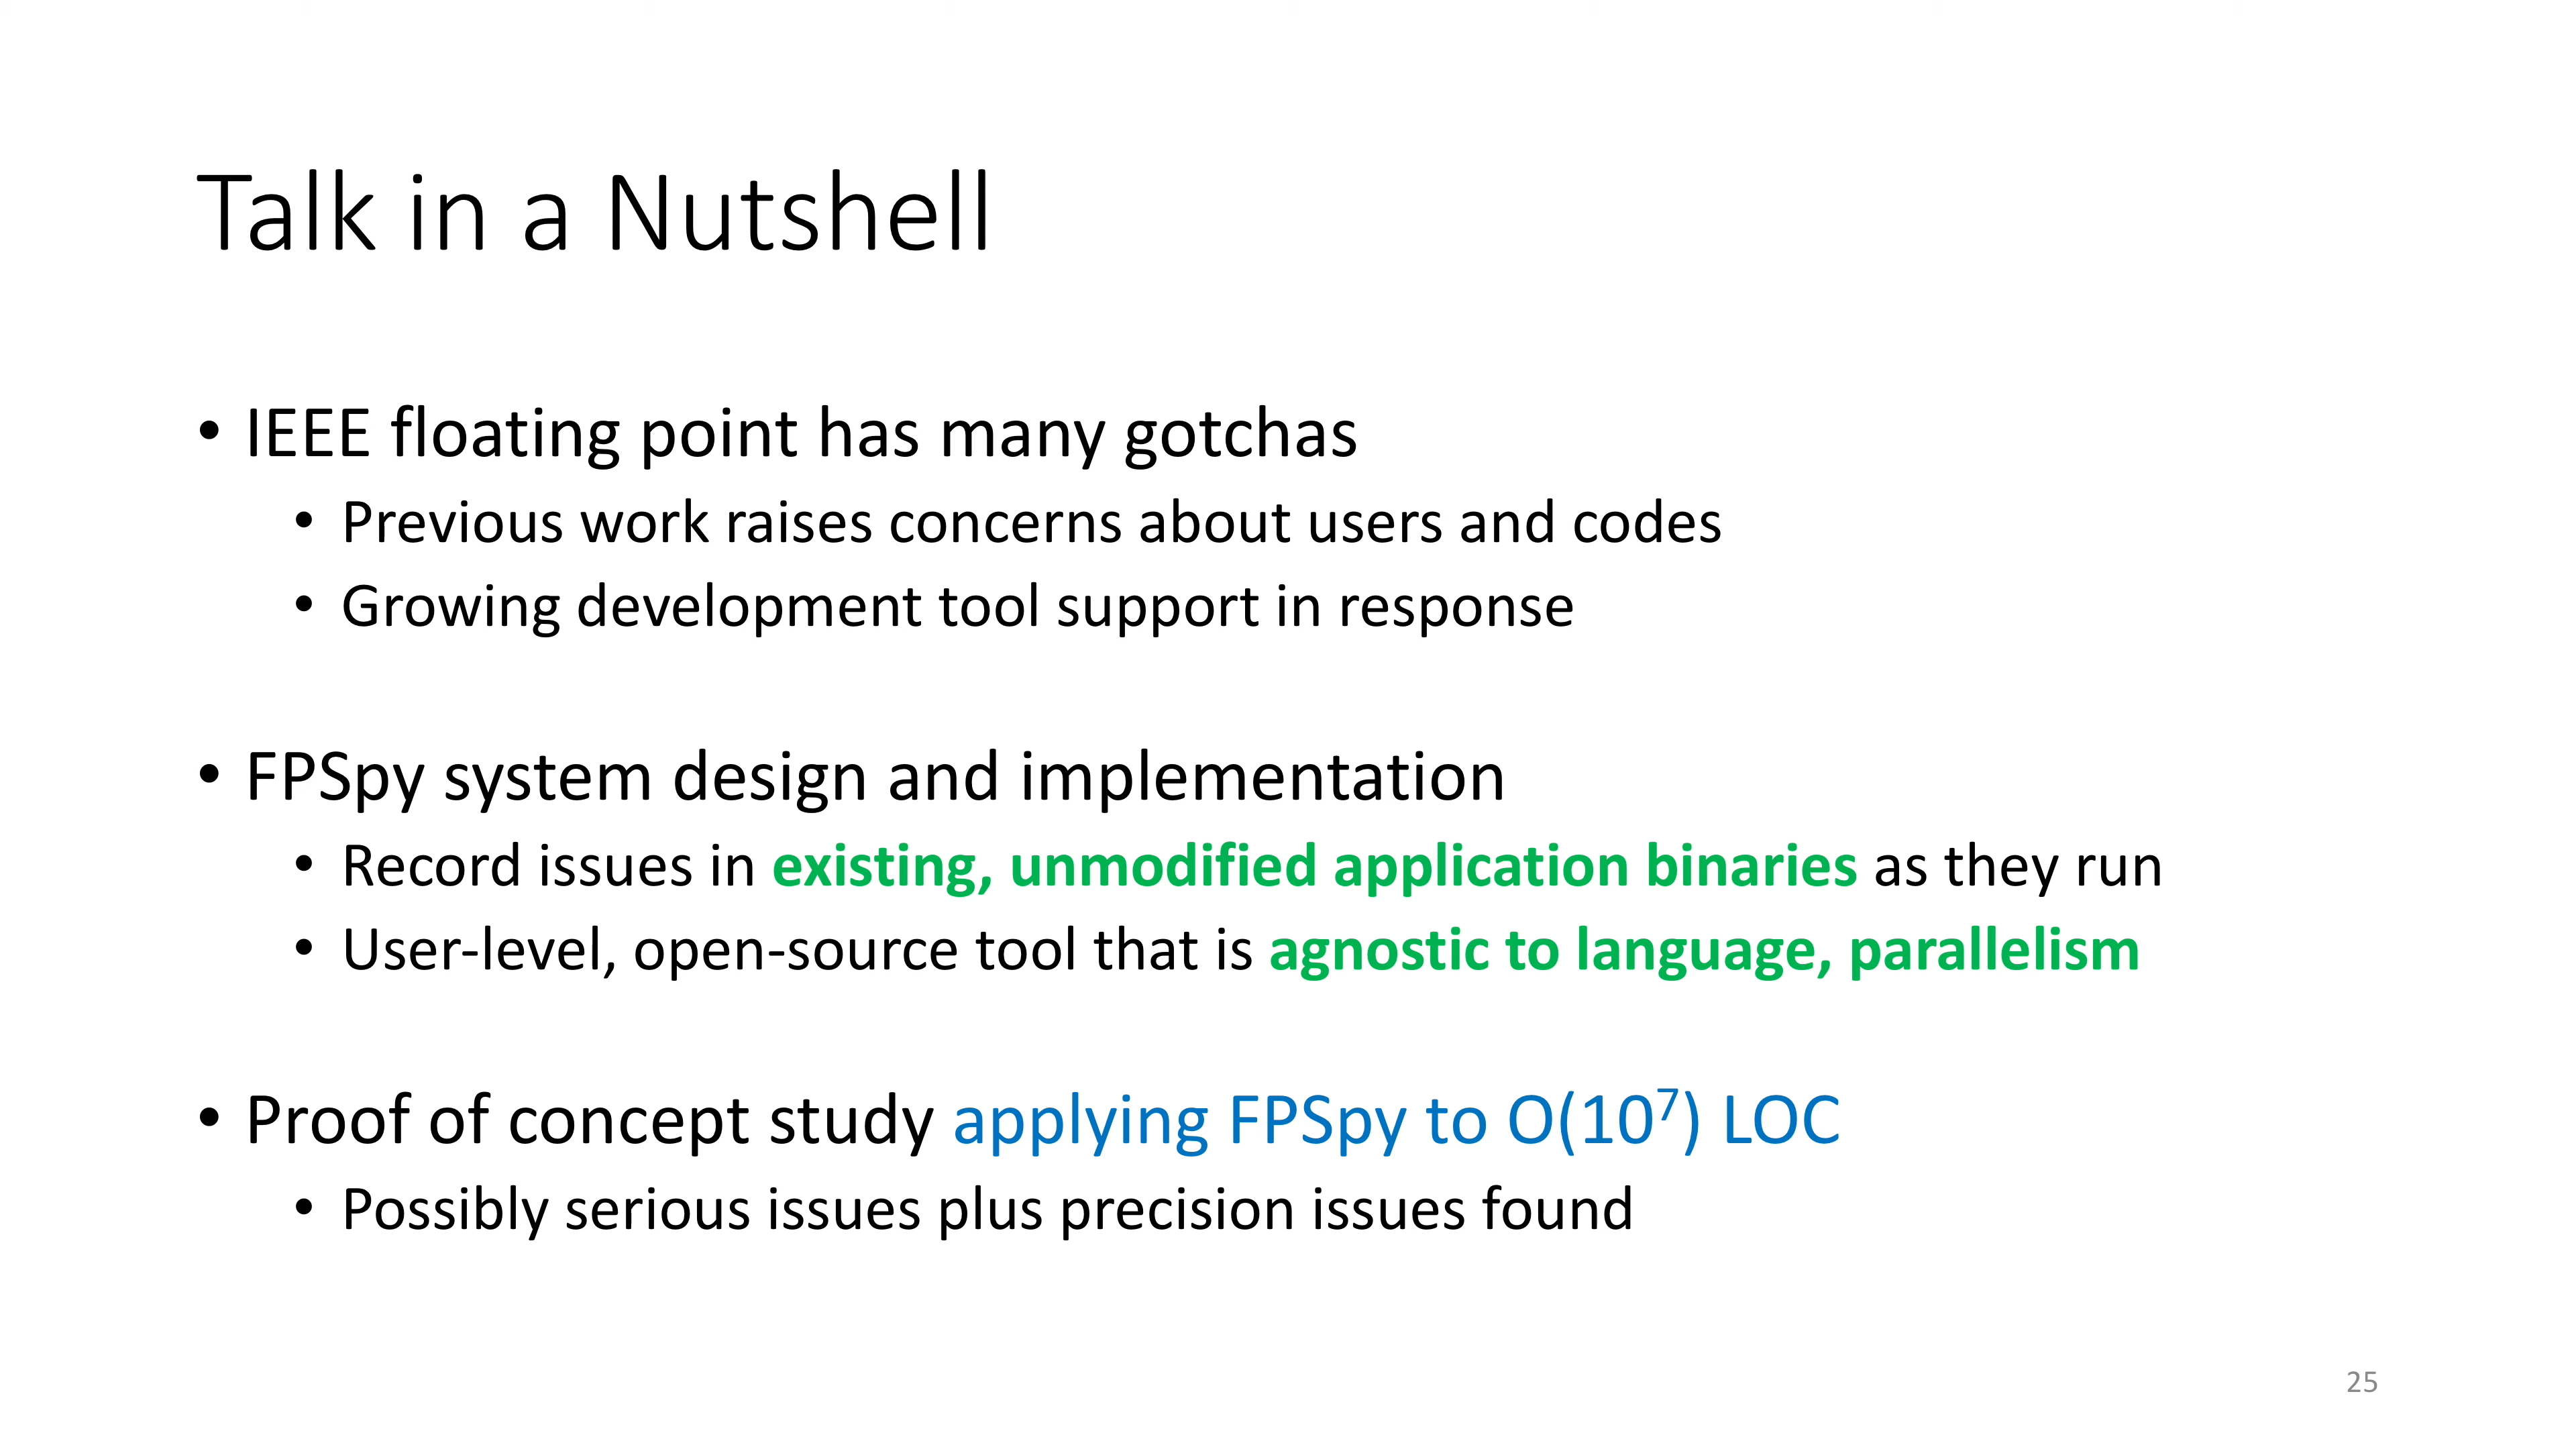 Talk in a Nutshell
• IEEE floating point has many gotchas
• Previous work raises concerns about users and codes
• Growing development tool support in response
• FPSpy system design and implementation
• Record issues in existing, unmodified application binaries as they run
• User-level, open-source tool that is agnostic to language, parallelism
• Proof of concept study applying FPSpy to O(10⁷) LOC
• Possibly serious issues plus precision issues found
25